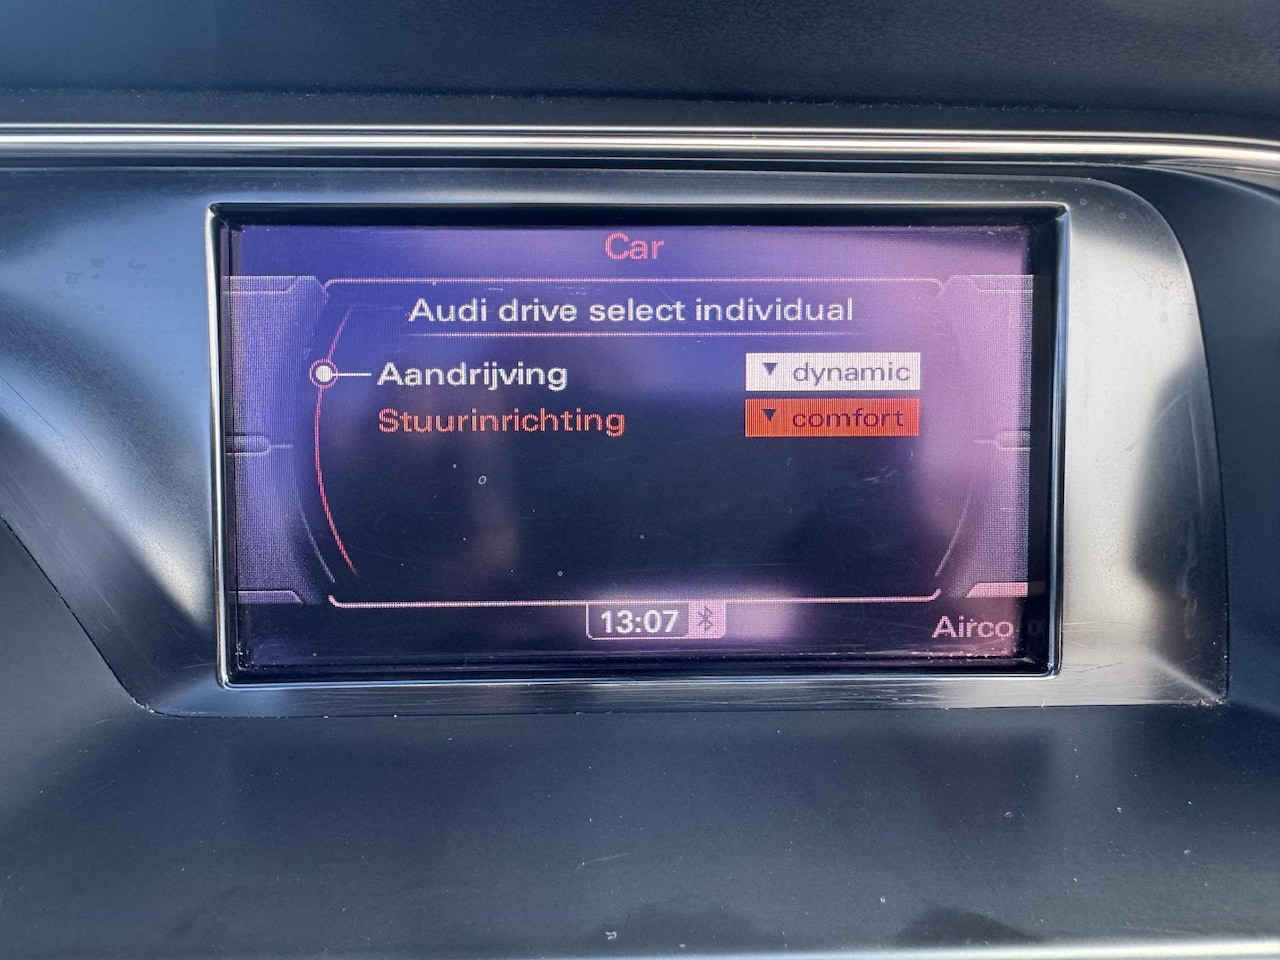 Car
Audi drive select individual
Aandrijving ▼ dynamic
Stuurinrichting ▼ comfort
13:07
Airco